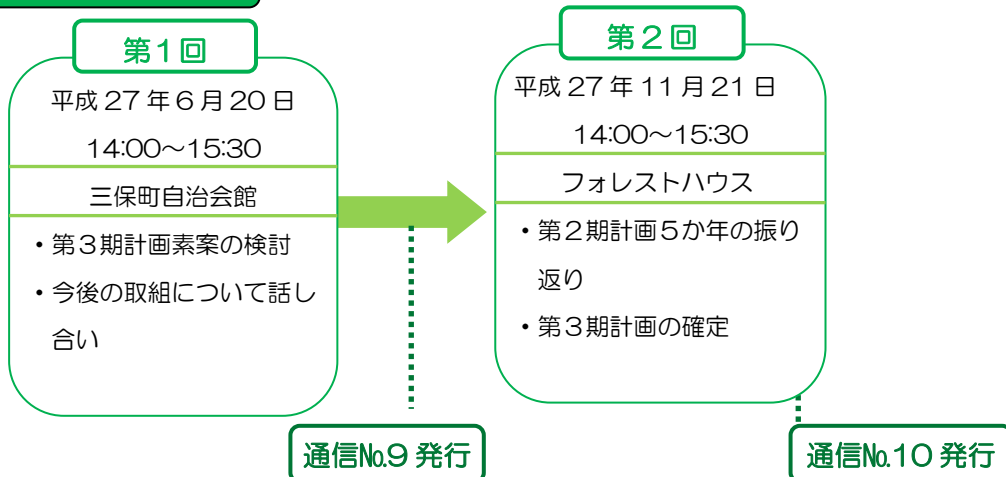 第1回
平成27年6月20日
14:00～15:30
三保町自治会館
・第3期計画素案の検討
・今後の取組について話し
合い
第2回
平成27年11月21日
14:00～15:30
フォレストハウス
・第2期計画5か年の振り
返り
・第3期計画の確定
通信№9発行
通信№10発行